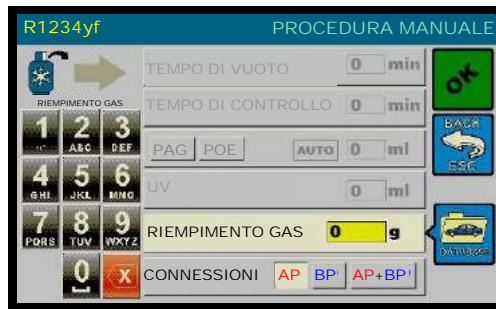 R1234yf PROCEDURA MANUALE
TEMPO DI VUOTO 0 min
OK
RIEMPIMENTO GAS
TEMPO DI CONTROLLO 0 min
1 2 ABC 3 DEF
PAG POE AUTO 0 ml
BACK
ESC
4 GHI 5 JKL 6 MNO
UV 0 ml
7 PQRS 8 TUV 9 WXYZ
RIEMPIMENTO GAS 0 g
DATABASE
0 X
CONNESSIONI AP BP AP+BP